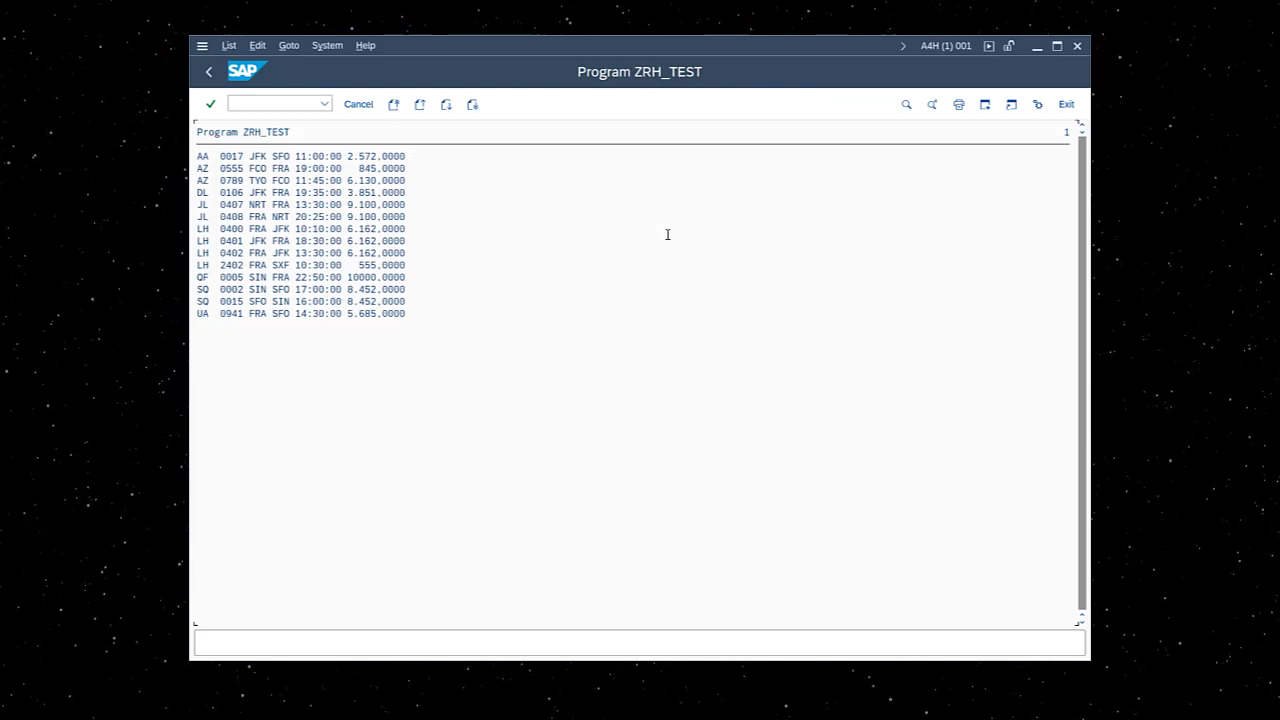 List Edit Goto System Help A4H (1) 001
SAP Program ZRH_TEST
Cancel Exit
Program ZRH_TEST 1
AA 0017 JFK SFO 11:00:00 2.572,0000
AZ 0555 FCO FRA 19:00:00 845,0000
AZ 0789 TYO FCO 11:45:00 6.130,0000
DL 0106 JFK FRA 19:35:00 3.851,0000
JL 0407 NRT FRA 13:30:00 9.100,0000
JL 0408 FRA NRT 20:25:00 9.100,0000
LH 0400 FRA JFK 10:10:00 6.162,0000
LH 0401 JFK FRA 18:30:00 6.162,0000
LH 0402 FRA JFK 13:30:00 6.162,0000
LH 2402 FRA SXF 10:30:00 555,0000
QF 0005 SIN FRA 22:50:00 10000,0000
SQ 0002 SIN SFO 17:00:00 8.452,0000
SQ 0015 SFO SIN 16:00:00 8.452,0000
UA 0941 FRA SFO 14:30:00 5.685,0000